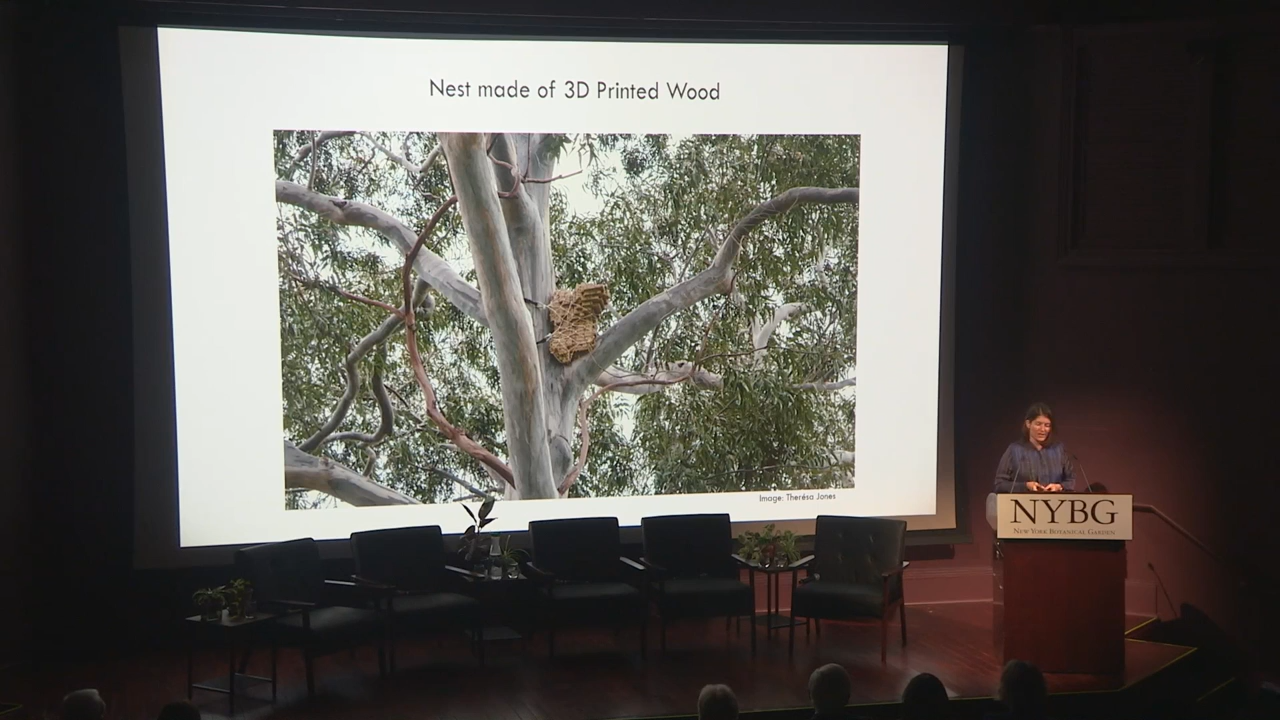 Nest made of 3D Printed Wood
Image: Therésa Jones
NYBG
New York Botanical Garden